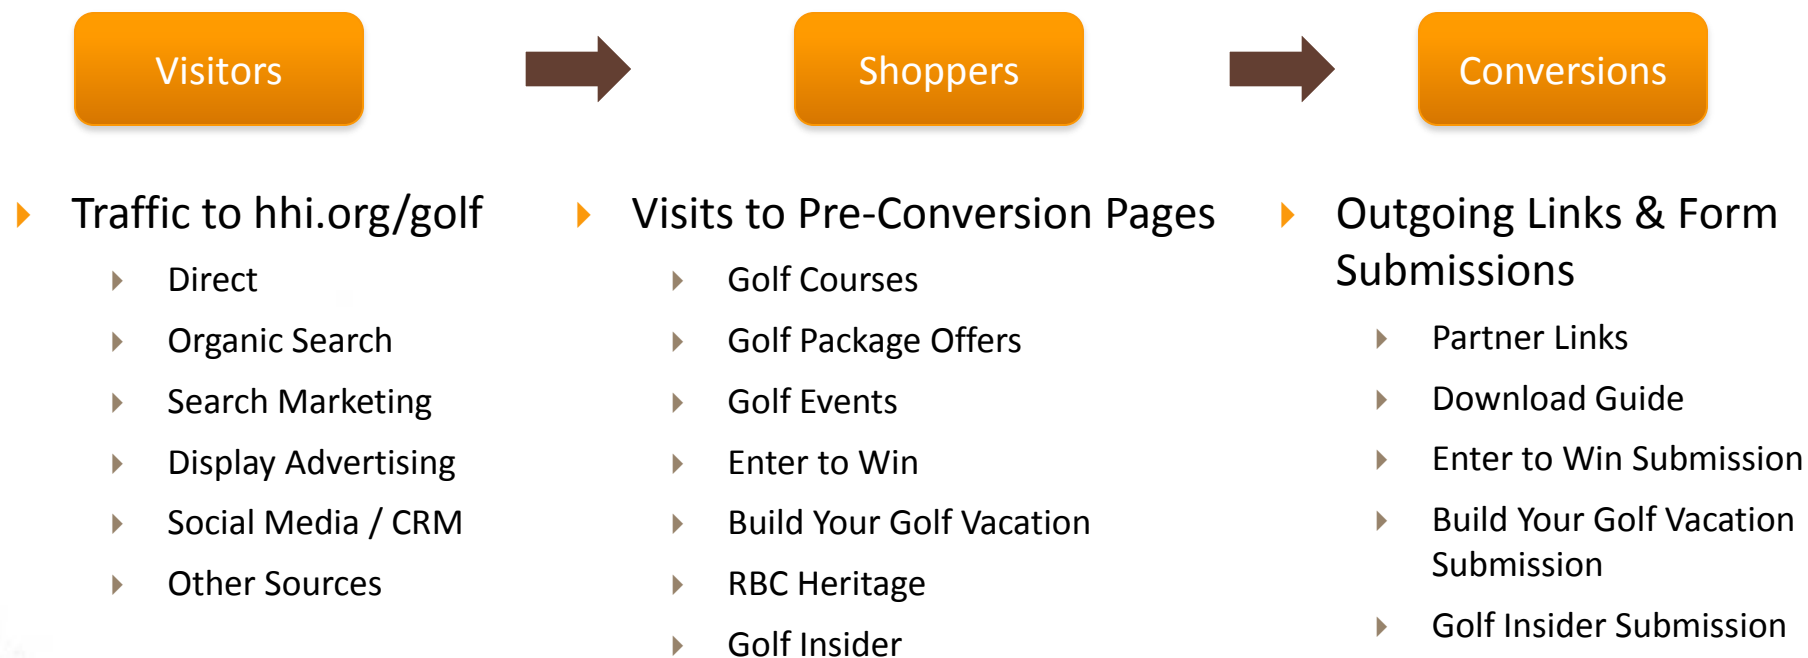 Visitors
Shoppers
Conversions
Traffic to hhi.org/golf
Direct
Organic Search
Search Marketing
Display Advertising
Social Media / CRM
Other Sources
Visits to Pre-Conversion Pages
Golf Courses
Golf Package Offers
Golf Events
Enter to Win
Build Your Golf Vacation
RBC Heritage
Golf Insider
Outgoing Links & Form
Submissions
Partner Links
Download Guide
Enter to Win Submission
Build Your Golf Vacation
Submission
Golf Insider Submission